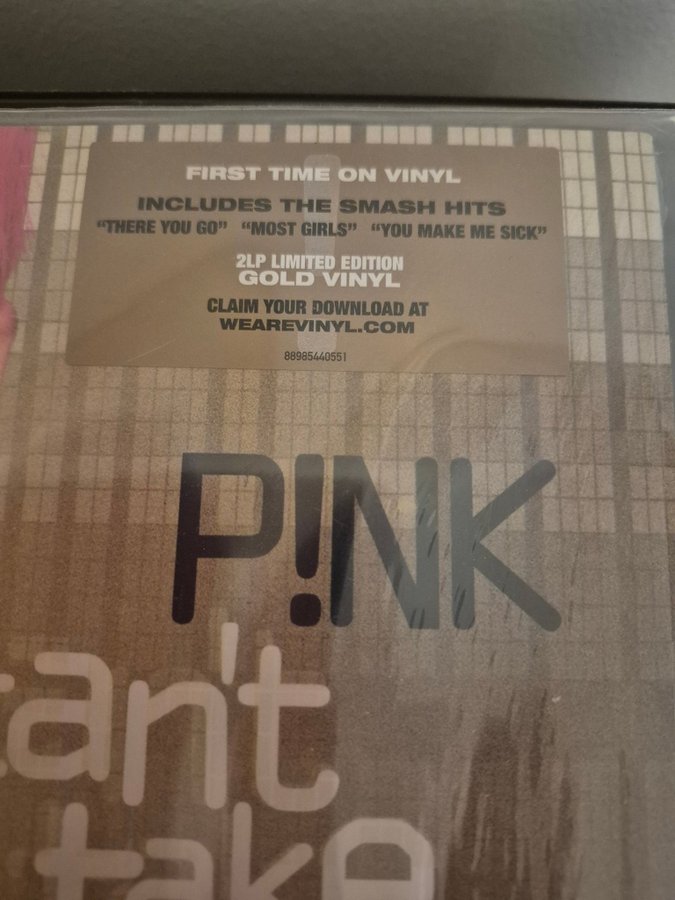 FIRST TIME ON VINYL
INCLUDES THE SMASH HITS
“THERE YOU GO” “MOST GIRLS” “YOU MAKE ME SICK”
2LP LIMITED EDITION
GOLD VINYL
CLAIM YOUR DOWNLOAD AT
WEAREVINYL.COM
88985440551
P!NK
can't
take